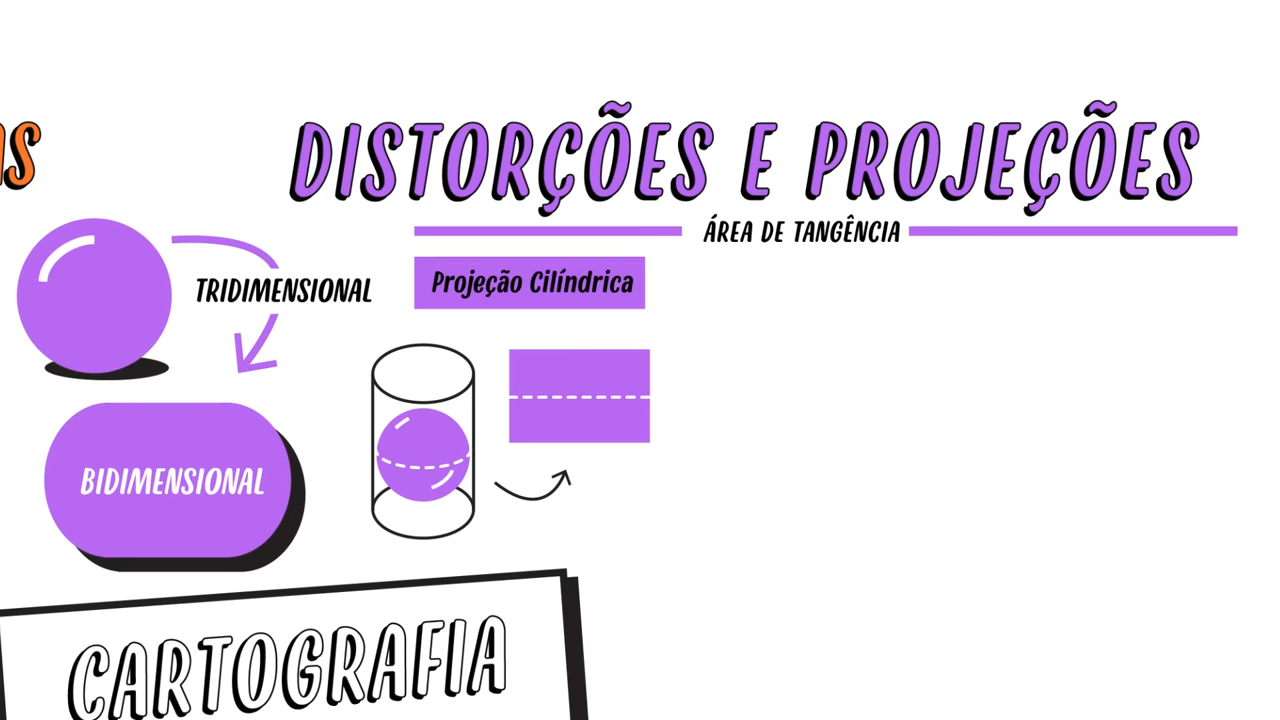 DISTORÇÕES E PROJEÇÕES
ÁREA DE TANGÊNCIA
TRIDIMENSIONAL
Projeção Cilíndrica
BIDIMENSIONAL
CARTOGRAFIA